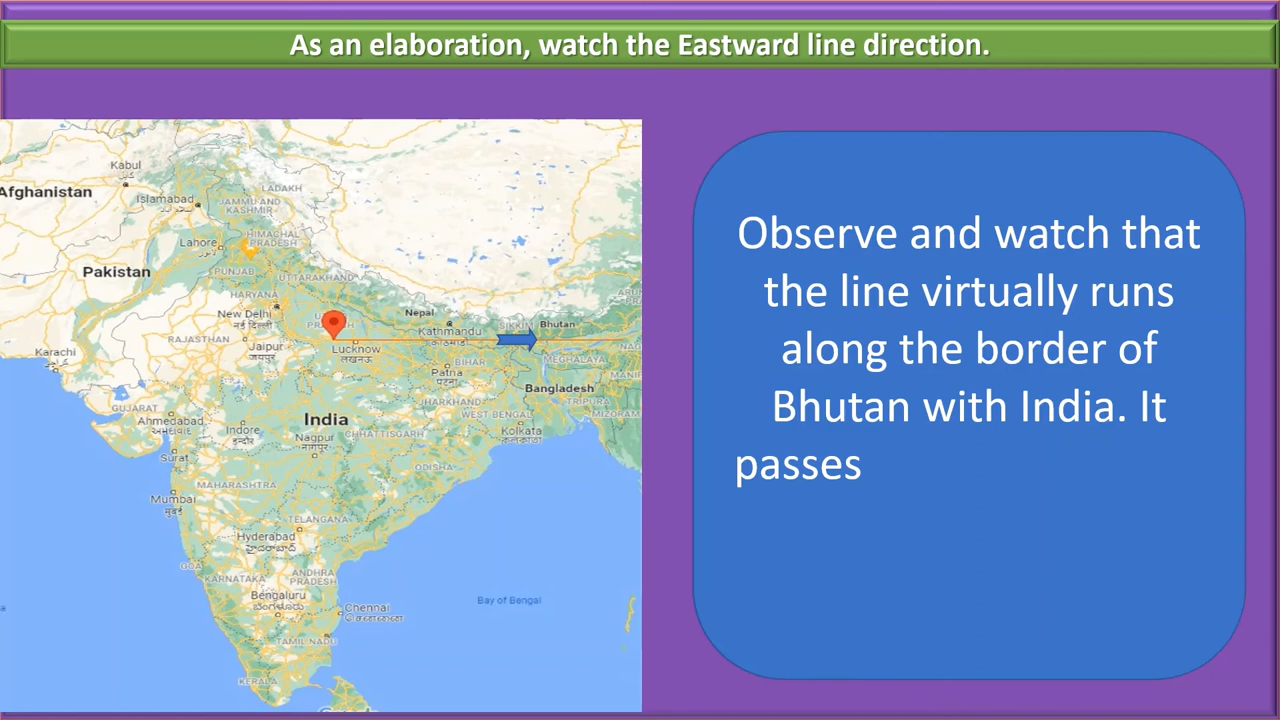 As an elaboration, watch the Eastward line direction.
Kabul
Afghanistan
Islamabad
LADAKH
JAMMU AND
KASHMIR
Lahore
HIMACHAL
PRADESH
Pakistan
PUNJAB
UTTARAKHAND
HARYANA
New Delhi
नई दिल्ली
Nepal
SIKKIM
Bhutan
Kathmandu
RAJASTHAN
Jaipur
जयपुर
Lucknow
लखनऊ
Karachi
BIHAR
Patna
पटना
MEGHALAYA
Bangladesh
GUJARAT
Ahmedabad
JHARKHAND
TRIPURA
WEST BENGAL
MIZORAM
India
Indore
इन्दौर
Nagpur
नागपुर
CHHATTISGARH
Kolkata
Surat
ODISHA
MAHARASHTRA
Mumbai
मुंबई
TELANGANA
Hyderabad
GOA
KARNATAKA
ANDHRA
PRADESH
Bengaluru
Chennai
Bay of Bengal
TAMIL NADU
KERALA
Observe and watch that
the line virtually runs
along the border of
Bhutan with India. It
passes